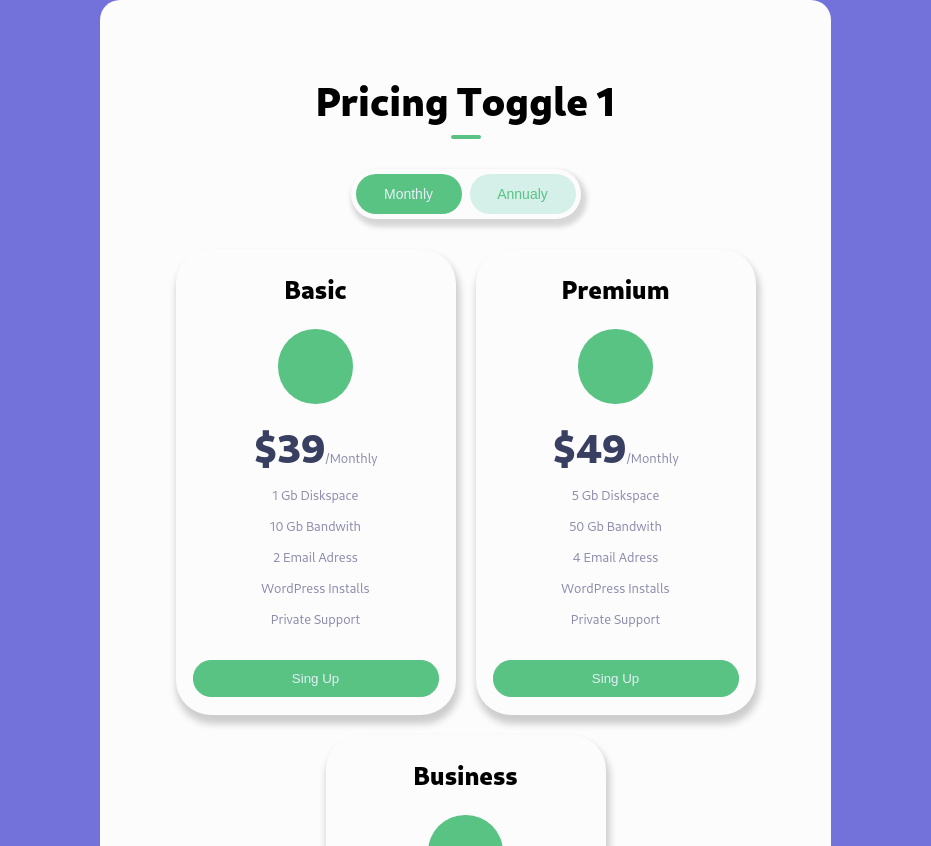 Pricing Toggle 1
Monthly Annualy
Basic
$39/Monthly
1 Gb Diskspace
10 Gb Bandwith
2 Email Adress
WordPress Installs
Private Support
Sing Up
Premium
$49/Monthly
5 Gb Diskspace
50 Gb Bandwith
4 Email Adress
WordPress Installs
Private Support
Sing Up
Business